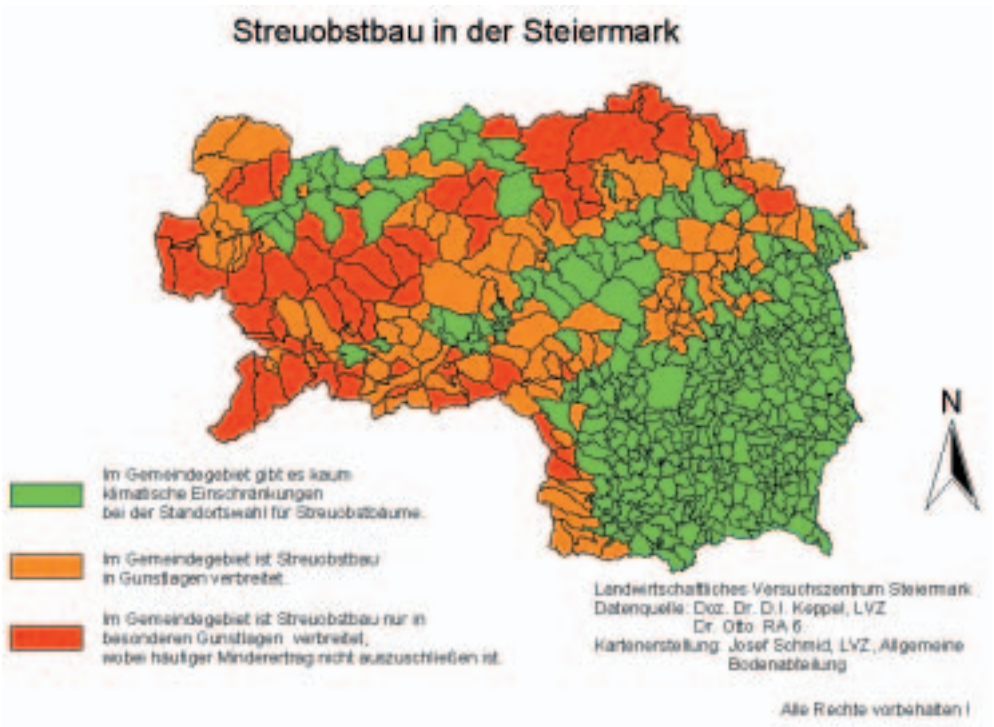 Streuobstbau in der Steiermark
N
Im Gemeindegebiet gibt es kaum
klimatische Einschränkungen
bei der Standortswahl für Streuobstbäume.
Im Gemeindegebiet ist Streuobstbau
in Gunstlagen verbreitet.
Im Gemeindegebiet ist Streuobstbau nur in
besonderen Gunstlagen verbreitet,
wobei häufiger Minderertrag nicht auszuschließen ist.
Landwirtschaftliches Versuchszentrum Steiermark
Datenquelle: Doz. Dr. D.I. Keppel, LVZ
Dr. Otto RA 6
Kartenerstellung: Josef Schmid, LVZ, Allgemeine
Bodenabteilung
Alle Rechte vorbehalten !